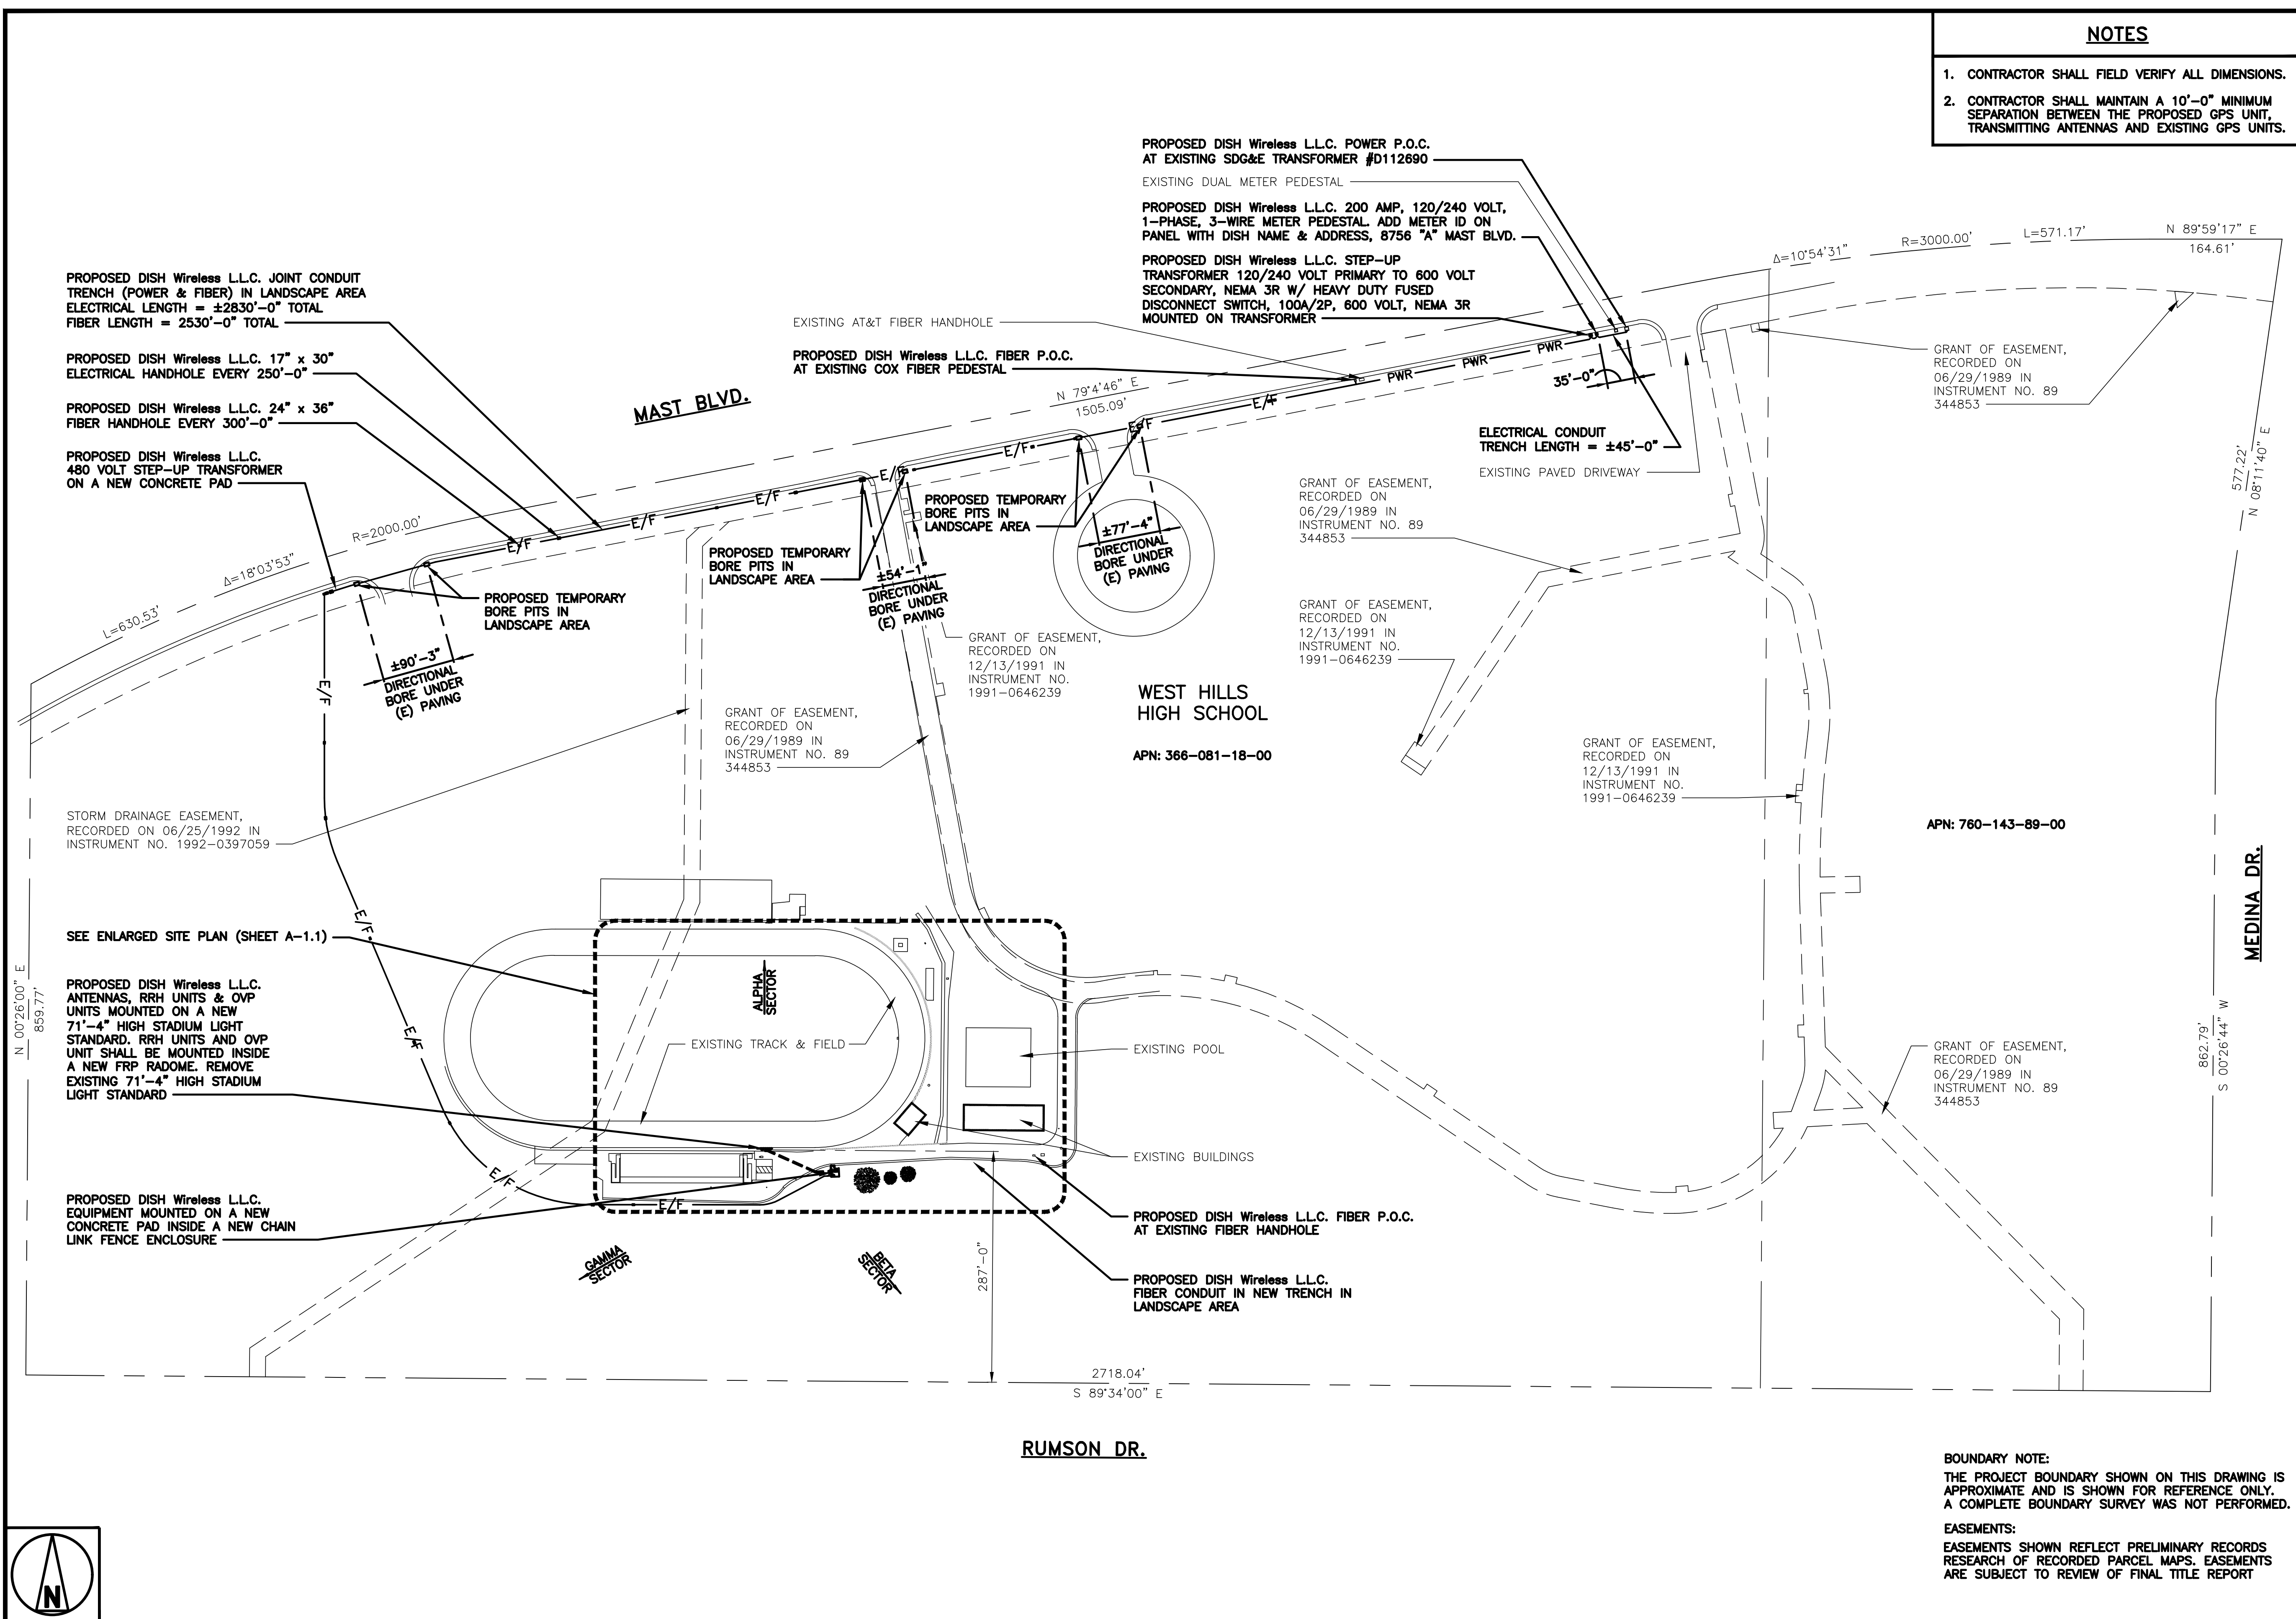 NOTES
1. CONTRACTOR SHALL FIELD VERIFY ALL DIMENSIONS.
2. CONTRACTOR SHALL MAINTAIN A 10'-0" MINIMUM
SEPARATION BETWEEN THE PROPOSED GPS UNIT,
TRANSMITTING ANTENNAS AND EXISTING GPS UNITS.
PROPOSED DISH Wireless L.L.C. POWER P.O.C.
AT EXISTING SDG&E TRANSFORMER #D112690
EXISTING DUAL METER PEDESTAL
PROPOSED DISH Wireless L.L.C. 200 AMP, 120/240 VOLT,
1-PHASE, 3-WIRE METER PEDESTAL. ADD METER ID ON
PANEL WITH DISH NAME & ADDRESS, 8756 "A" MAST BLVD.
PROPOSED DISH Wireless L.L.C. STEP-UP
TRANSFORMER 120/240 VOLT PRIMARY TO 600 VOLT
SECONDARY, NEMA 3R W/ HEAVY DUTY FUSED
DISCONNECT SWITCH, 100A/2P, 600 VOLT, NEMA 3R
MOUNTED ON TRANSFORMER
EXISTING AT&T FIBER HANDHOLE
PROPOSED DISH Wireless L.L.C. FIBER P.O.C.
AT EXISTING COX FIBER PEDESTAL
PROPOSED DISH Wireless L.L.C. JOINT CONDUIT
TRENCH (POWER & FIBER) IN LANDSCAPE AREA
ELECTRICAL LENGTH = ±2830'-0" TOTAL
FIBER LENGTH = 2530'-0" TOTAL
PROPOSED DISH Wireless L.L.C. 17" x 30"
ELECTRICAL HANDHOLE EVERY 250'-0"
PROPOSED DISH Wireless L.L.C. 24" x 36"
FIBER HANDHOLE EVERY 300'-0"
PROPOSED DISH Wireless L.L.C.
480 VOLT STEP-UP TRANSFORMER
ON A NEW CONCRETE PAD
MAST BLVD.
N 79°4'46" E
1505.09'
Δ=10°54'31"
R=3000.00'
L=571.17'
N 89°59'17" E
164.61'
GRANT OF EASEMENT,
RECORDED ON
06/29/1989 IN
INSTRUMENT NO. 89
344853
577.22'
N 08°11'40" E
PWR
PWR
PWR
35'-0"
ELECTRICAL CONDUIT
TRENCH LENGTH = ±45'-0"
EXISTING PAVED DRIVEWAY
E/F
E/F
E/F
E/F
E/F
E/F
E/F
R=2000.00'
Δ=18°03'53"
L=630.53'
PROPOSED TEMPORARY
BORE PITS IN
LANDSCAPE AREA
PROPOSED TEMPORARY
BORE PITS IN
LANDSCAPE AREA
PROPOSED TEMPORARY
BORE PITS IN
LANDSCAPE AREA
±90'-3"
DIRECTIONAL
BORE UNDER
(E) PAVING
±54'-1"
DIRECTIONAL
BORE UNDER
(E) PAVING
±77'-4"
DIRECTIONAL
BORE UNDER
(E) PAVING
GRANT OF EASEMENT,
RECORDED ON
06/29/1989 IN
INSTRUMENT NO. 89
344853
GRANT OF EASEMENT,
RECORDED ON
12/13/1991 IN
INSTRUMENT NO.
1991-0646239
GRANT OF EASEMENT,
RECORDED ON
12/13/1991 IN
INSTRUMENT NO.
1991-0646239
WEST HILLS
HIGH SCHOOL
APN: 366-081-18-00
GRANT OF EASEMENT,
RECORDED ON
06/29/1989 IN
INSTRUMENT NO. 89
344853
GRANT OF EASEMENT,
RECORDED ON
12/13/1991 IN
INSTRUMENT NO.
1991-0646239
APN: 760-143-89-00
MEDINA DR.
STORM DRAINAGE EASEMENT,
RECORDED ON 06/25/1992 IN
INSTRUMENT NO. 1992-0397059
E/F
E/F
E/F
E/F
E/F
SEE ENLARGED SITE PLAN (SHEET A-1.1)
N 00°26'00" E
859.77'
PROPOSED DISH Wireless L.L.C.
ANTENNAS, RRH UNITS & OVP
UNITS MOUNTED ON A NEW
71'-4" HIGH STADIUM LIGHT
STANDARD. RRH UNITS AND OVP
UNIT SHALL BE MOUNTED INSIDE
A NEW FRP RADOME. REMOVE
EXISTING 71'-4" HIGH STADIUM
LIGHT STANDARD
ALPHA
SECTOR
EXISTING TRACK & FIELD
EXISTING POOL
EXISTING BUILDINGS
862.79'
S 00°26'44" W
GRANT OF EASEMENT,
RECORDED ON
06/29/1989 IN
INSTRUMENT NO. 89
344853
PROPOSED DISH Wireless L.L.C.
EQUIPMENT MOUNTED ON A NEW
CONCRETE PAD INSIDE A NEW CHAIN
LINK FENCE ENCLOSURE
GAMMA
SECTOR
BETA
SECTOR
287'-0"
PROPOSED DISH Wireless L.L.C. FIBER P.O.C.
AT EXISTING FIBER HANDHOLE
PROPOSED DISH Wireless L.L.C.
FIBER CONDUIT IN NEW TRENCH IN
LANDSCAPE AREA
2718.04'
S 89°34'00" E
RUMSON DR.
BOUNDARY NOTE:
THE PROJECT BOUNDARY SHOWN ON THIS DRAWING IS
APPROXIMATE AND IS SHOWN FOR REFERENCE ONLY.
A COMPLETE BOUNDARY SURVEY WAS NOT PERFORMED.
EASEMENTS:
EASEMENTS SHOWN REFLECT PRELIMINARY RECORDS
RESEARCH OF RECORDED PARCEL MAPS. EASEMENTS
ARE SUBJECT TO REVIEW OF FINAL TITLE REPORT
N